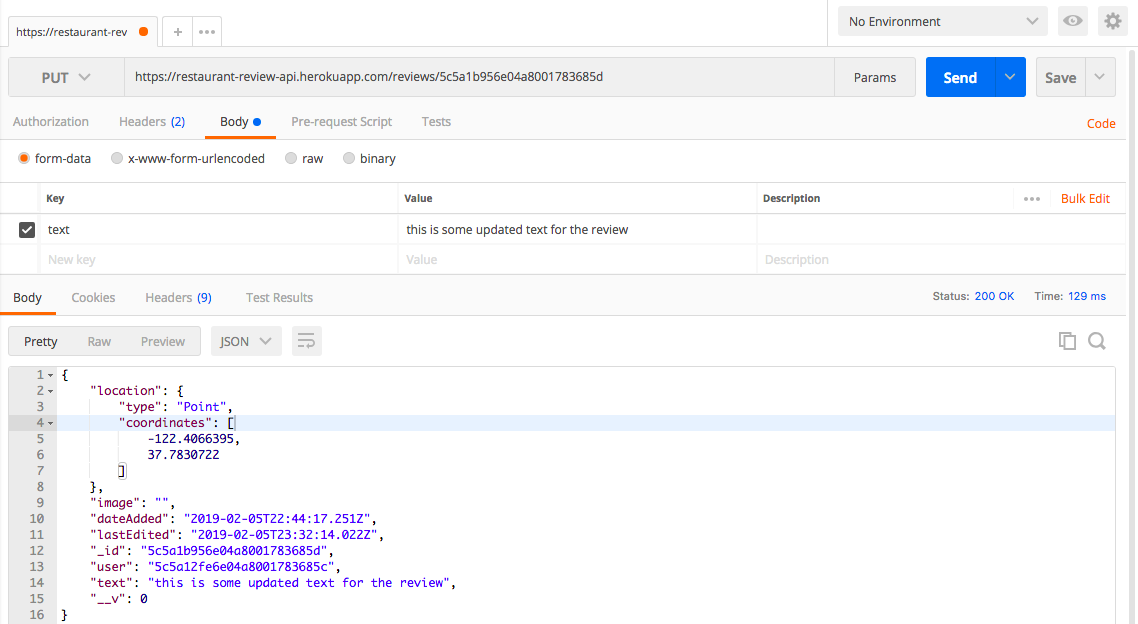 https://restaurant-rev + ••• No Environment
PUT https://restaurant-review-api.herokuapp.com/reviews/5c5a1b956e04a8001783685d Params Send Save
Authorization Headers (2) Body Pre-request Script Tests Code
form-data x-www-form-urlencoded raw binary
Key Value Description ••• Bulk Edit
text this is some updated text for the review
New key Value Description
Body Cookies Headers (9) Test Results Status: 200 OK Time: 129 ms
Pretty Raw Preview JSON
1 {
2 "location": {
3 "type": "Point",
4 "coordinates": [
5 -122.4066395,
6 37.7830722
7 ]
8 },
9 "image": "",
10 "dateAdded": "2019-02-05T22:44:17.251Z",
11 "lastEdited": "2019-02-05T23:32:14.022Z",
12 "_id": "5c5a1b956e04a8001783685d",
13 "user": "5c5a12fe6e04a8001783685c",
14 "text": "this is some updated text for the review",
15 "__v": 0
16 }